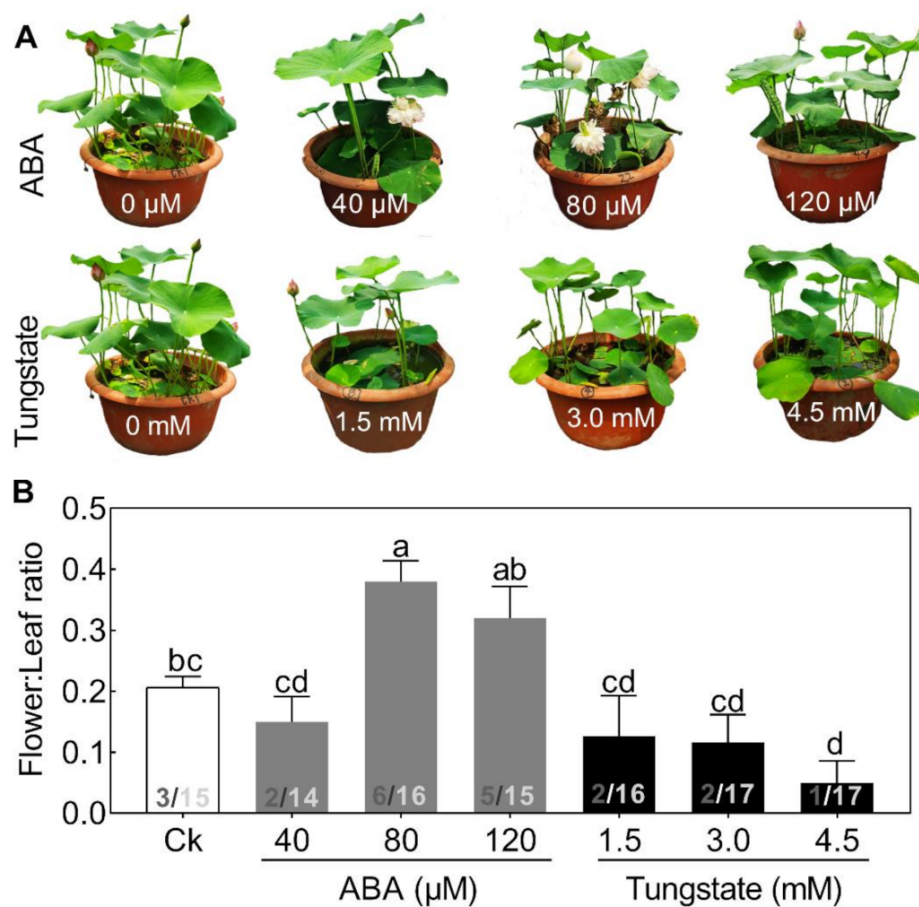 A
ABA
0 µM
40 µM
80 µM
120 µM
Tungstate
0 mM
1.5 mM
3.0 mM
4.5 mM
B
Flower:Leaf ratio
0.5
0.4
0.3
0.2
0.1
0.0
bc
cd
a
ab
cd
cd
d
3/15
2/14
6/16
5/15
2/16
2/17
1/17
Ck
40
80
120
1.5
3.0
4.5
ABA (µM)
Tungstate (mM)